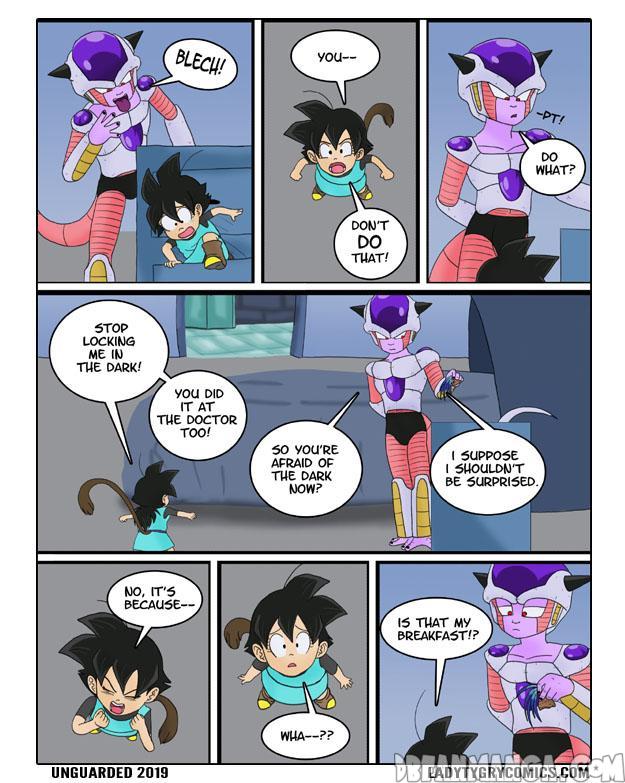 BLECH!
YOU--
DON'T
DO
THAT!
-PT!
DO
WHAT?
STOP
LOCKING
ME IN
THE DARK!
YOU DID
IT AT
THE DOCTOR
TOO!
SO YOU'RE
AFRAID OF
THE DARK
NOW?
I SUPPOSE
I SHOULDN'T
BE SURPRISED.
NO, IT'S
BECAUSE--
WHA--??
IS THAT MY
BREAKFAST!?
UNGUARDED 2019
LADYTYGRYCOMICS.COM
DBFANMANGA.COM